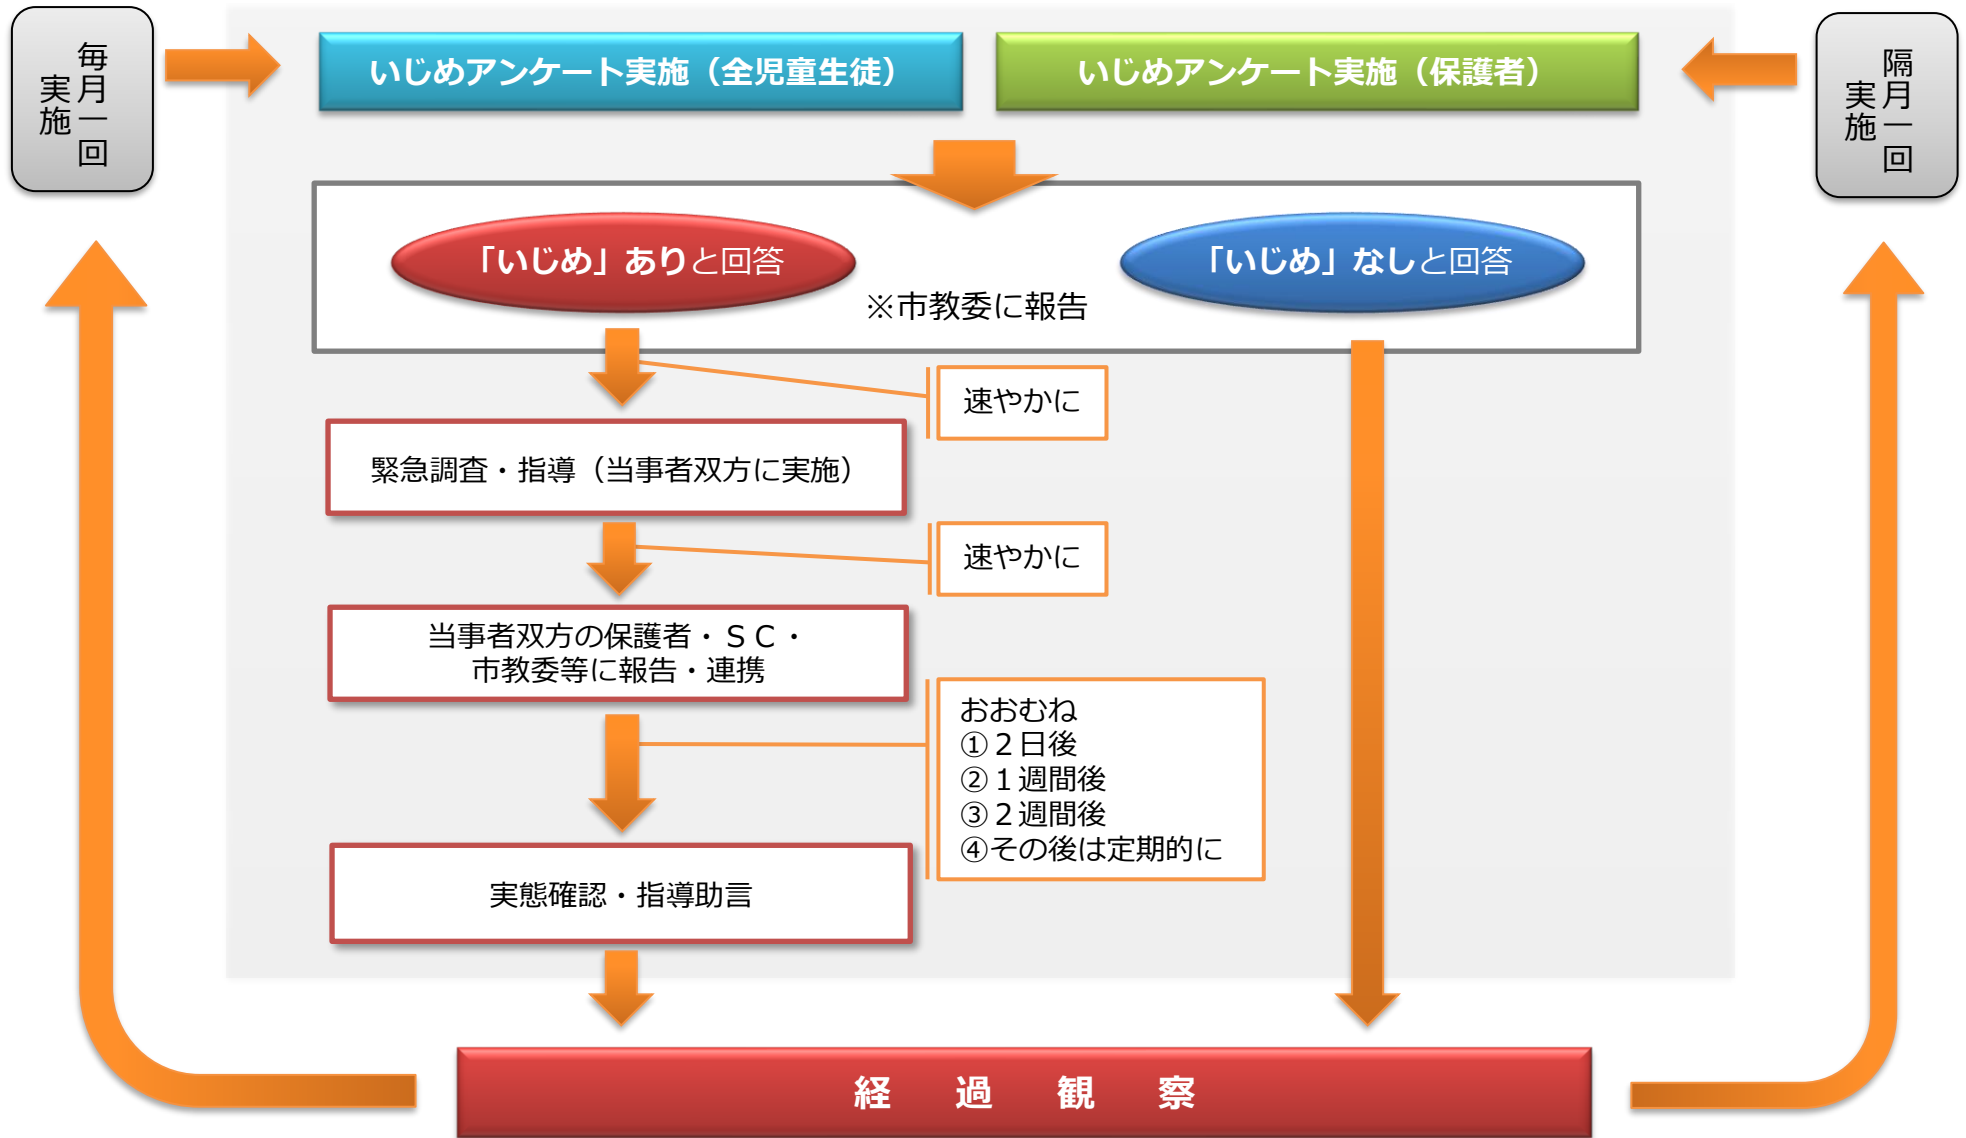 毎月一回
実施
いじめアンケート実施（全児童生徒）
いじめアンケート実施（保護者）
隔月一回
実施
「いじめ」ありと回答
「いじめ」なしと回答
※市教委に報告
速やかに
緊急調査・指導（当事者双方に実施）
速やかに
当事者双方の保護者・ＳＣ・
市教委等に報告・連携
おおむね
①２日後
②１週間後
③２週間後
④その後は定期的に
実態確認・指導助言
経　過　観　察